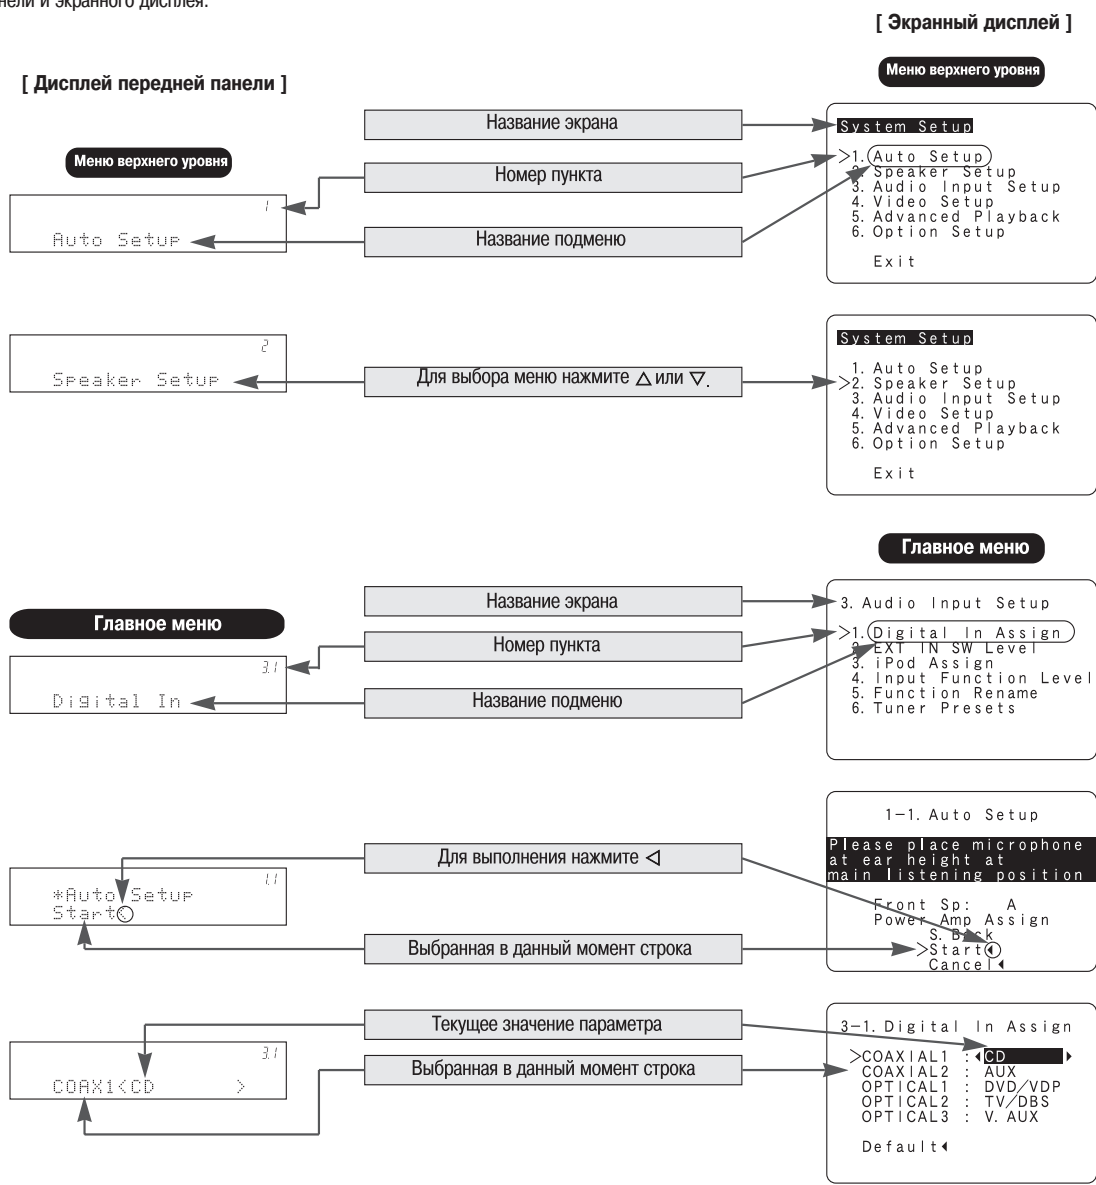 нели и экранного дисплея.
[ Экранный дисплей ]
[ Дисплей передней панели ]
Меню верхнего уровня
Меню верхнего уровня
1
Auto Setup
Название экрана
Номер пункта
Название подменю
System Setup
>1. Auto Setup
2. Speaker Setup
3. Audio Input Setup
4. Video Setup
5. Advanced Playback
6. Option Setup
Exit
2
Speaker Setup
Для выбора меню нажмите △ или ▽.
System Setup
1. Auto Setup
>2. Speaker Setup
3. Audio Input Setup
4. Video Setup
5. Advanced Playback
6. Option Setup
Exit
Главное меню
Главное меню
3.1
Digital In
Название экрана
Номер пункта
Название подменю
3. Audio Input Setup
>1. Digital In Assign
2. EXT IN SW Level
3. iPod Assign
4. Input Function Level
5. Function Rename
6. Tuner Presets
1.1
*Auto Setup
Start<
Для выполнения нажмите ◁
Выбранная в данный момент строка
1-1. Auto Setup
Please place microphone
at ear height at
main listening position
Front Sp: A
Power Amp Assign
S. Back
>Start◀
Cancel◀
3.1
COAX1<CD >
Текущее значение параметра
Выбранная в данный момент строка
3-1. Digital In Assign
>COAXIAL1 :◀CD ▶
COAXIAL2 : AUX
OPTICAL1 : DVD/VDP
OPTICAL2 : TV/DBS
OPTICAL3 : V. AUX
Default◀